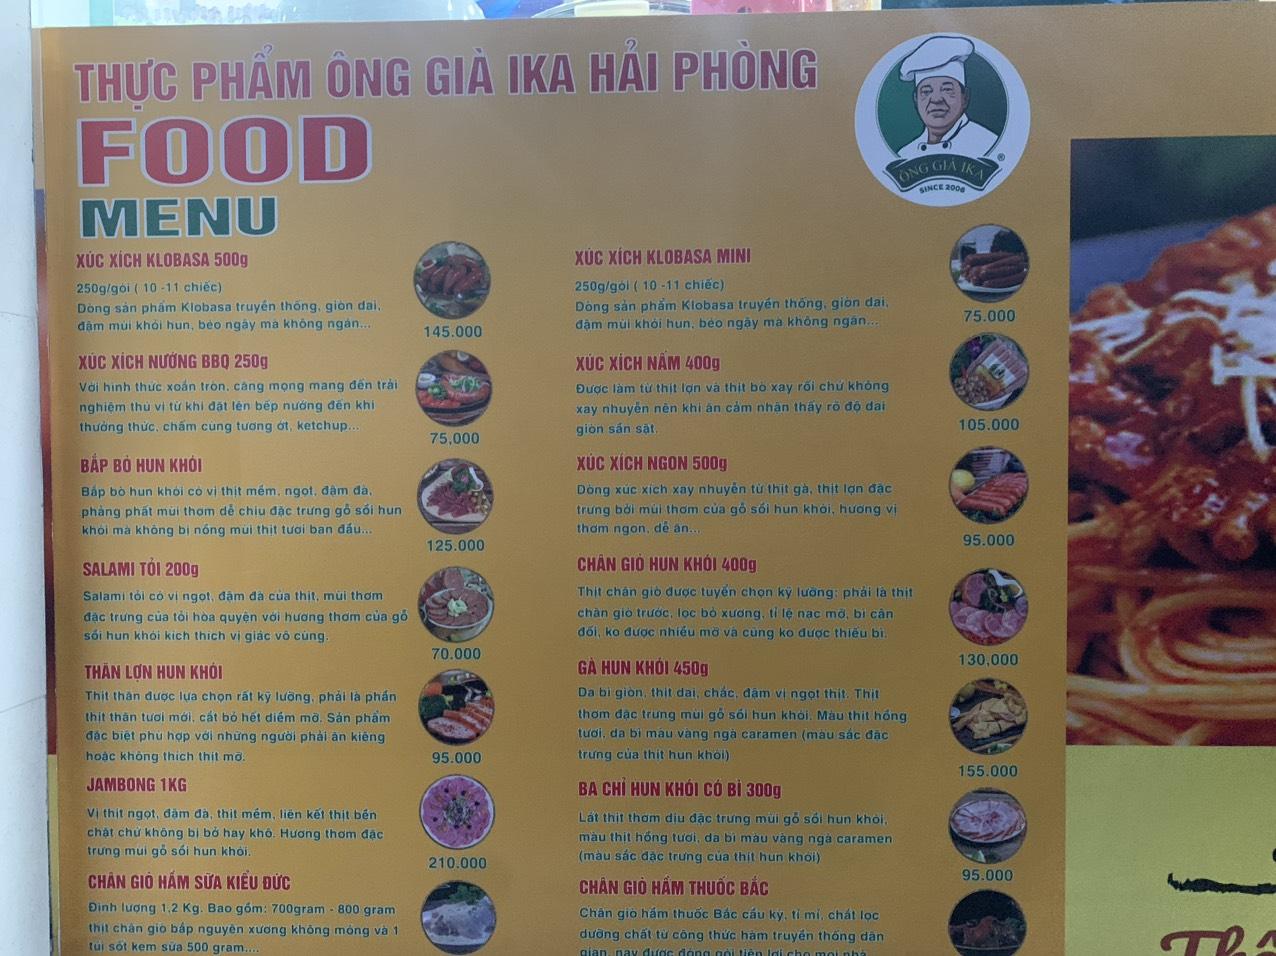 THỰC PHẨM ÔNG GIÀ IKA HẢI PHÒNG
FOOD
MENU
ÔNG GIÀ IKA
®
SINCE 2008
XÚC XÍCH KLOBASA 500g
250g/gói ( 10 -11 chiếc)
Dòng sản phẩm Klobasa truyền thống, giòn dai,
đậm mùi khói hun, béo ngậy mà không ngán...
145.000
XÚC XÍCH NƯỚNG BBQ 250g
Với hình thức xoắn tròn, căng mọng mang đến trải
nghiệm thú vị từ khi đặt lên bếp nướng đến khi
thưởng thức, chấm cùng tương ớt, ketchup...
75,000
BẮP BÒ HUN KHÓI
Bắp bò hun khói có vị thịt mềm, ngọt, đậm đà,
phảng phất mùi thơm dễ chịu đặc trưng gỗ sồi hun
khói mà không bị nồng mùi thịt tươi ban đầu...
125.000
SALAMI TỎI 200g
Salami tỏi có vị ngọt, đậm đà của thịt, mùi thơm
đặc trưng của tỏi hòa quyện với hương thơm của gỗ
sồi hun khói kích thích vị giác vô cùng.
70.000
THĂN LỢN HUN KHÓI
Thịt thăn được lựa chọn rất kỹ lưỡng, phải là phần
thịt thăn tươi mới, cắt bỏ hết diềm mỡ. Sản phẩm
đặc biệt phù hợp với những người phải ăn kiêng
hoặc không thích thịt mỡ.
95.000
JAMBONG 1KG
Vị thịt ngọt, đậm đà, thịt mềm, liên kết thịt bền
chặt chứ không bị bở hay khô. Hương thơm đặc
trưng mùi gỗ sồi hun khói.
210.000
CHÂN GIÒ HẦM SỮA KIỂU ĐỨC
Định lượng 1,2 Kg. Bao gồm: 700gram - 800 gram
thịt chân giò bắp nguyên xương không móng và 1
túi sốt kem sữa 500 gram,...
XÚC XÍCH KLOBASA MINI
250g/gói ( 10 -11 chiếc)
Dòng sản phẩm Klobasa truyền thống, giòn dai,
đậm mùi khói hun, béo ngậy mà không ngán...
75.000
XÚC XÍCH NẤM 400g
Được làm từ thịt lợn và thịt bò xay rối chứ không
xay nhuyễn nên khi ăn cảm nhận thấy rõ độ dai
giòn sần sật.
105.000
XÚC XÍCH NGON 500g
Dòng xúc xích xay nhuyễn từ thịt gà, thịt lợn đặc
trưng bởi mùi thơm của gỗ sồi hun khói, hương vị
thơm ngon, dễ ăn...
95.000
CHÂN GIÒ HUN KHÓI 400g
Thịt chân giò được tuyển chọn kỹ lưỡng: phải là thịt
chân giò trước, lọc bỏ xương, tỉ lệ nạc mỡ, bì cân
đối, ko được nhiều mỡ và cũng ko được thiếu bì.
130,000
GÀ HUN KHÓI 450g
Da bì giòn, thịt dai, chắc, đậm vị ngọt thịt. Thịt
thơm đặc trưng mùi gỗ sồi hun khói. Màu thịt hồng
tươi, da bì màu vàng ngà caramen (màu sắc đặc
trưng của thịt hun khói)
155.000
BA CHỈ HUN KHÓI CÓ BÌ 300g
Lát thịt thơm dịu đặc trưng mùi gỗ sồi hun khói,
màu thịt hồng tươi, da bì màu vàng ngà caramen
(màu sắc đặc trưng của thịt hun khói)
95.000
CHÂN GIÒ HẦM THUỐC BẮC
Chân giò hầm thuốc Bắc cầu kỳ, tỉ mỉ, chắt lọc
dưỡng chất từ công thức hầm truyền thống dân
gian, nay được đóng gói tiện lợi cho mọi nhà